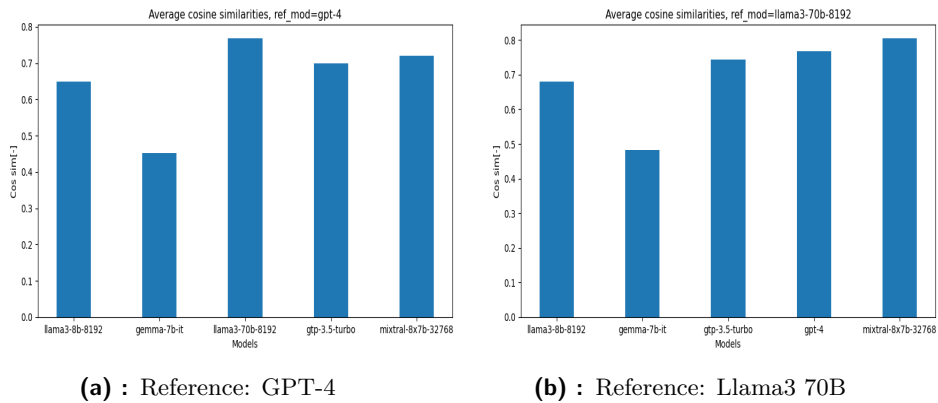 Average cosine similarities, ref_mod=gpt-4
0.8
0.7
0.6
0.5
0.4
0.3
0.2
0.1
0.0
Cos sim[-]
llama3-8b-8192 gemma-7b-it llama3-70b-8192 gtp-3.5-turbo mixtral-8x7b-32768
Models
(a) : Reference: GPT-4
Average cosine similarities, ref_mod=llama3-70b-8192
0.8
0.7
0.6
0.5
0.4
0.3
0.2
0.1
0.0
Cos sim[-]
llama3-8b-8192 gemma-7b-it gtp-3.5-turbo gpt-4 mixtral-8x7b-32768
Models
(b) : Reference: Llama3 70B